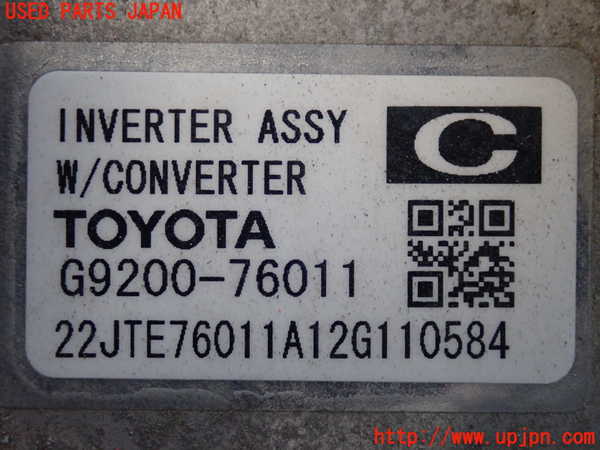 USED PARTS JAPAN
INVERTER ASSY
C
W/CONVERTER
TOYOTA
G9200-76011
22JTE76011A12G110584
http://www.upjpn.com/